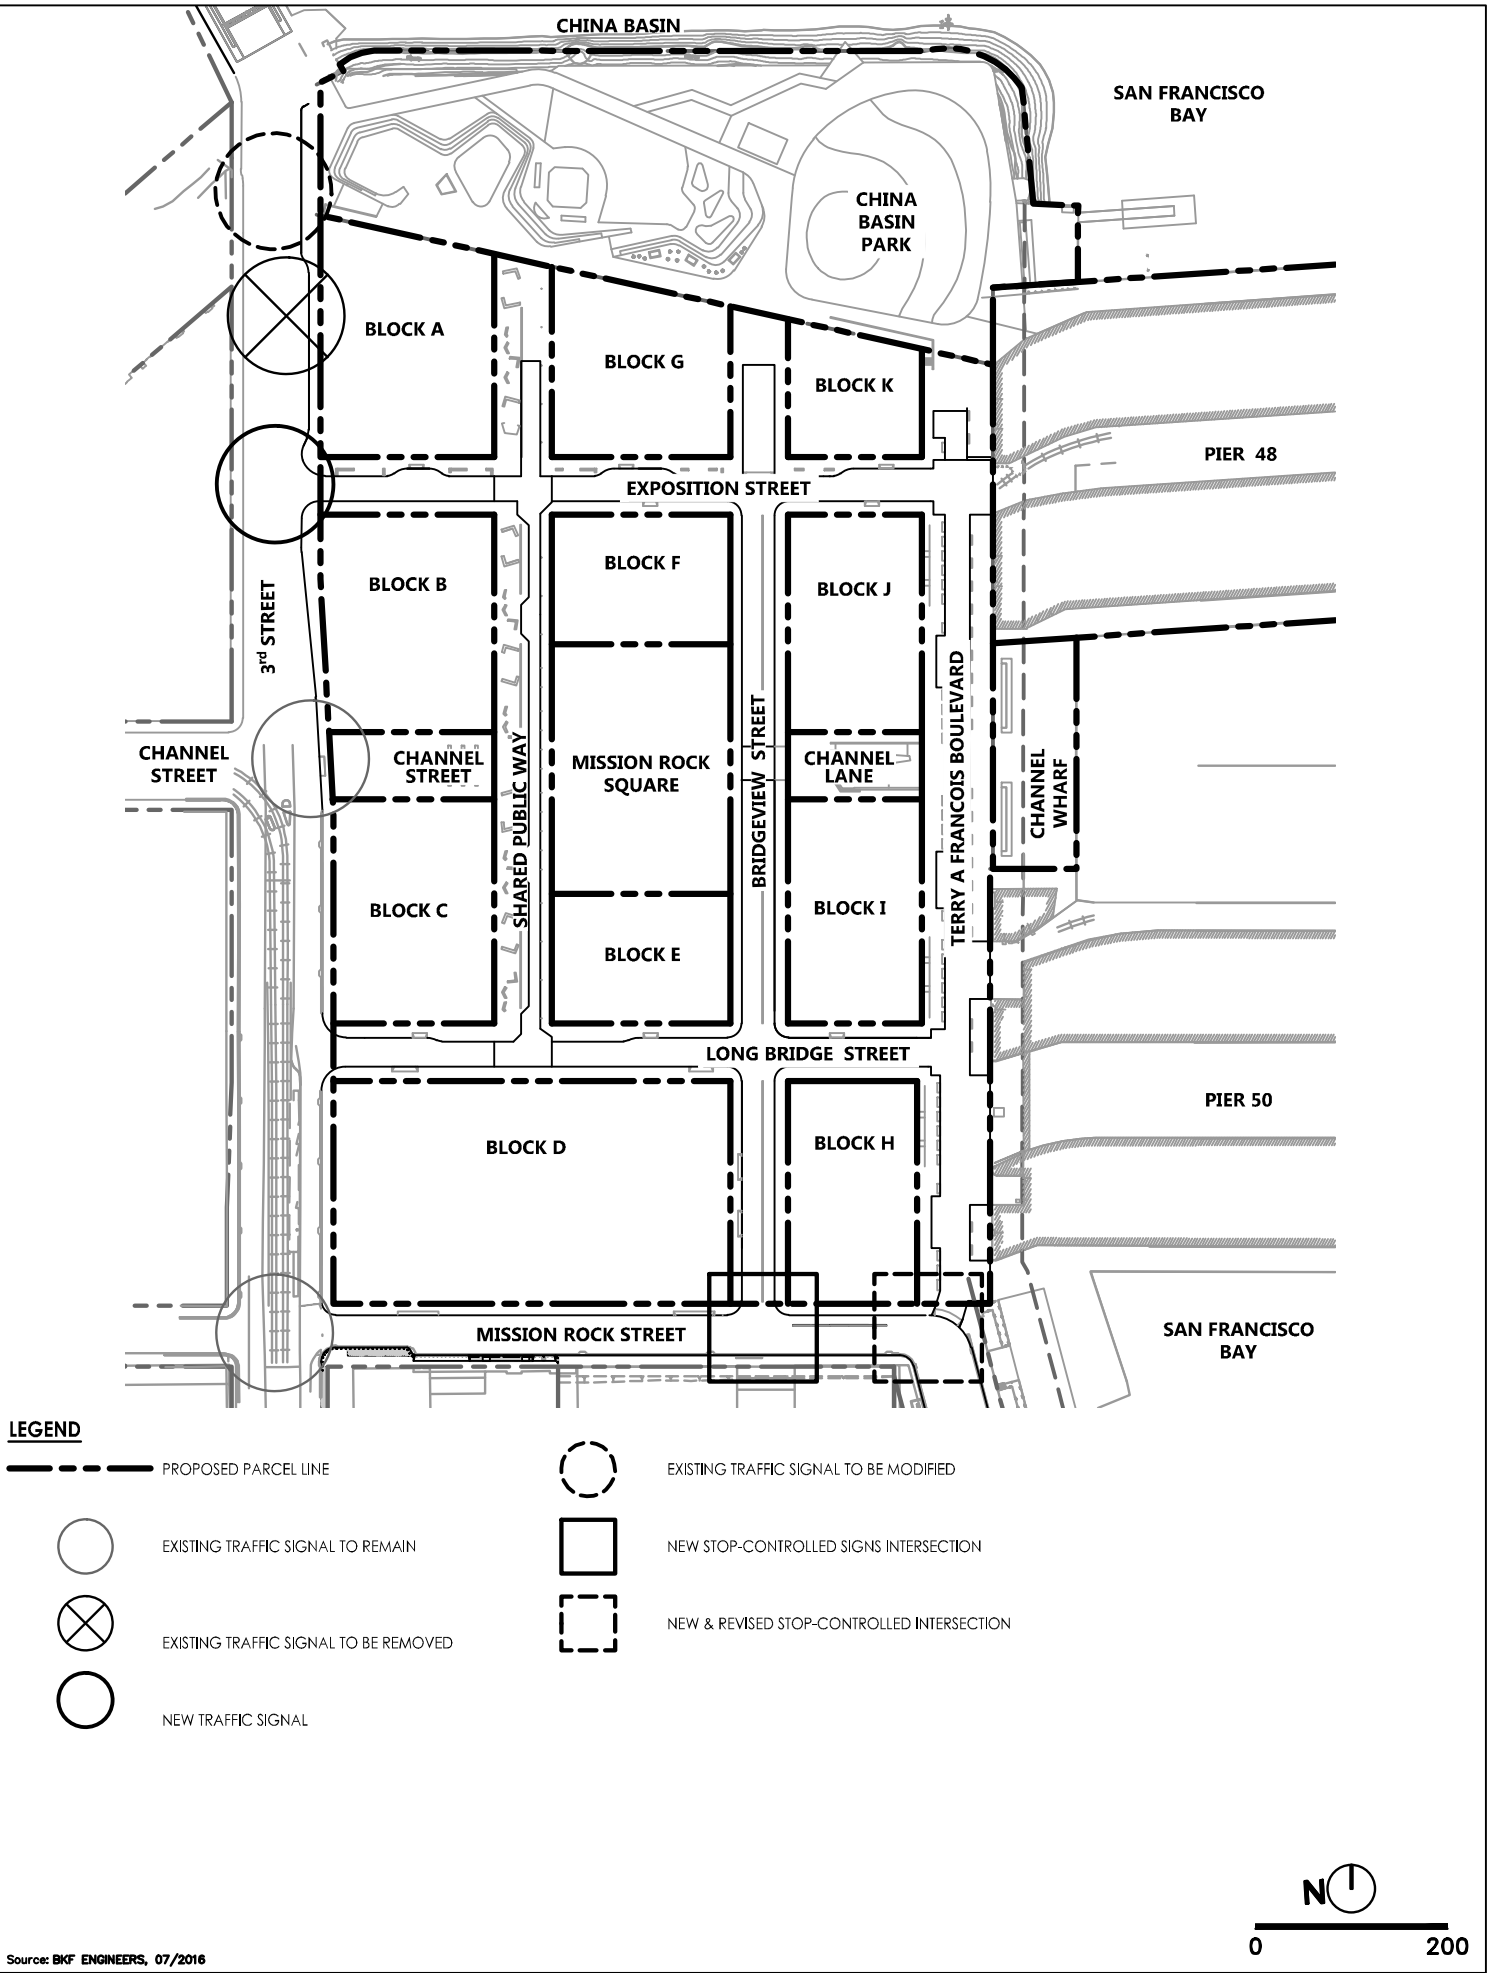 CHINA BASIN
SAN FRANCISCO
BAY
CHINA
BASIN
PARK
BLOCK A
BLOCK G
BLOCK K
PIER 48
EXPOSITION STREET
BLOCK B
BLOCK F
BLOCK J
3rd STREET
CHANNEL
STREET
CHANNEL
STREET
SHARED PUBLIC WAY
MISSION ROCK
SQUARE
BRIDGEVIEW STREET
CHANNEL
LANE
TERRY A FRANCOIS BOULEVARD
CHANNEL
WHARF
BLOCK C
BLOCK E
BLOCK I
LONG BRIDGE STREET
PIER 50
BLOCK D
BLOCK H
MISSION ROCK STREET
SAN FRANCISCO
BAY
LEGEND
PROPOSED PARCEL LINE
EXISTING TRAFFIC SIGNAL TO REMAIN
EXISTING TRAFFIC SIGNAL TO BE REMOVED
NEW TRAFFIC SIGNAL
EXISTING TRAFFIC SIGNAL TO BE MODIFIED
NEW STOP-CONTROLLED SIGNS INTERSECTION
NEW & REVISED STOP-CONTROLLED INTERSECTION
N
0 200
Source: BKF ENGINEERS, 07/2016